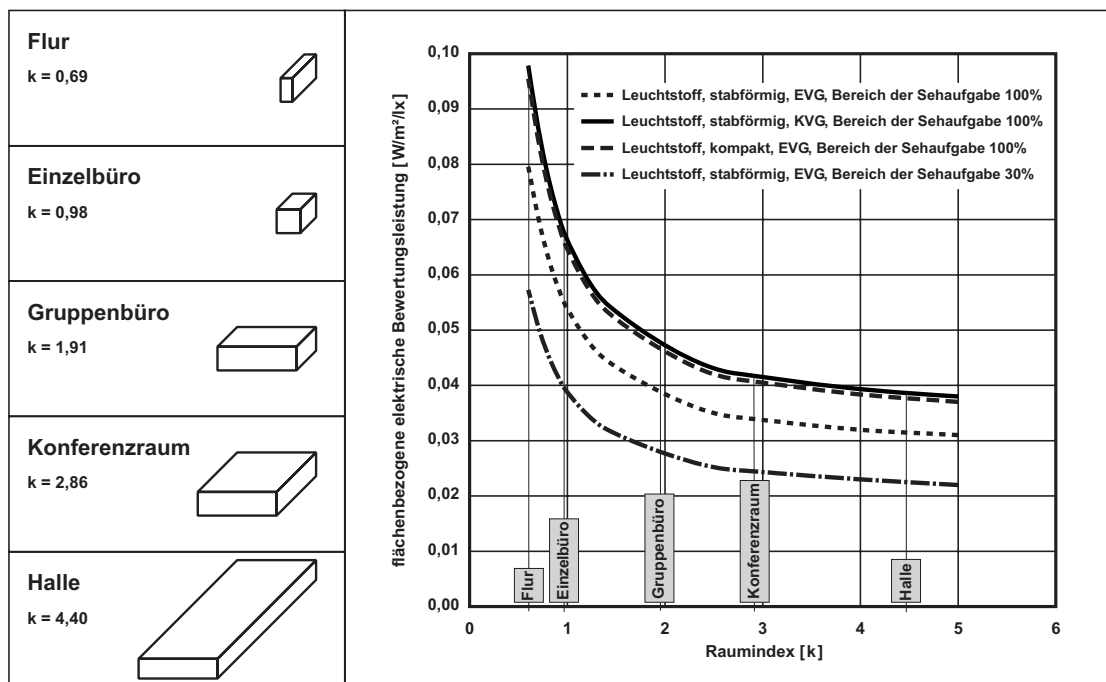 Flur
k = 0,69
Einzelbüro
k = 0,98
Gruppenbüro
k = 1,91
Konferenzraum
k = 2,86
Halle
k = 4,40
flächenbezogene elektrische Bewertungsleistung [W/m²/lx]
0,10
0,09
0,08
0,07
0,06
0,05
0,04
0,03
0,02
0,01
0,00
Leuchtstoff, stabförmig, EVG, Bereich der Sehaufgabe 100%
Leuchtstoff, stabförmig, KVG, Bereich der Sehaufgabe 100%
Leuchtstoff, kompakt, EVG, Bereich der Sehaufgabe 100%
Leuchtstoff, stabförmig, EVG, Bereich der Sehaufgabe 30%
Flur
Einzelbüro
Gruppenbüro
Konferenzraum
Halle
0 1 2 3 4 5 6
Raumindex [k]